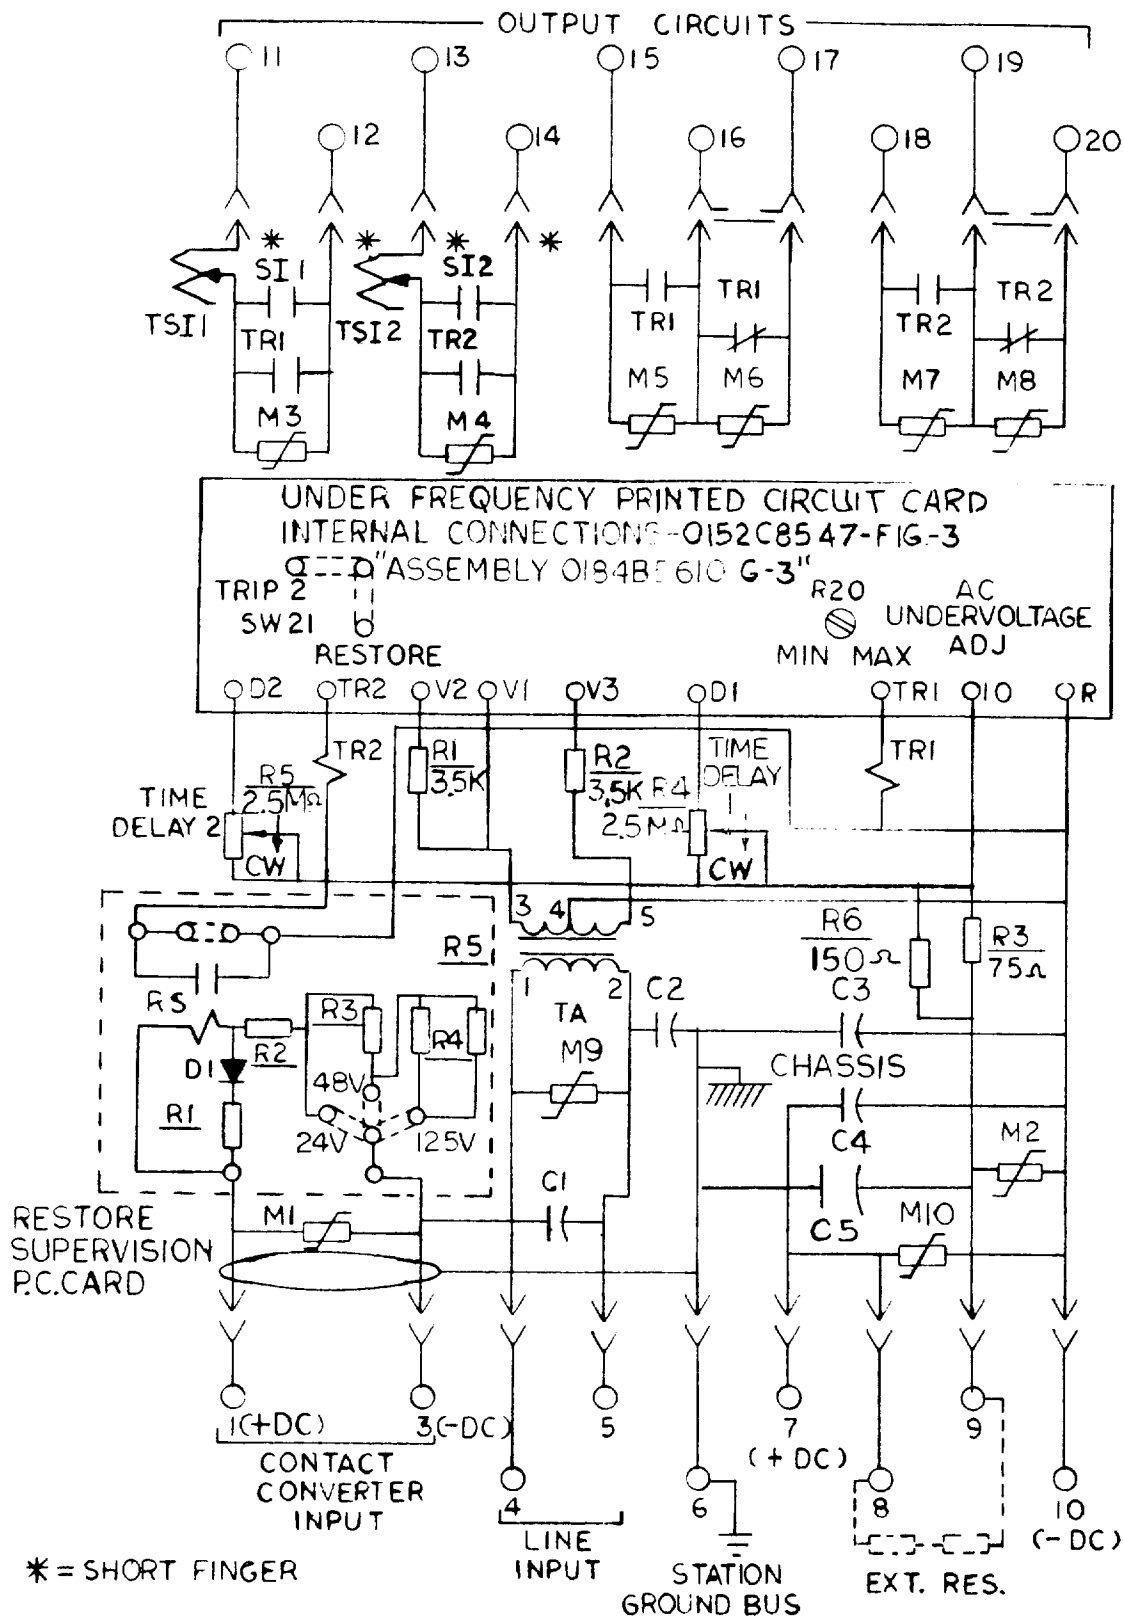 OUTPUT CIRCUITS
11
13
15
17
19
12
14
16
18
20
* * * *
SI1
SI2
TSI1
TR1
TSI2
TR2
TR1
TR1
TR2
TR2
M3
M4
M5
M6
M7
M8
UNDER FREQUENCY PRINTED CIRCUIT CARD
INTERNAL CONNECTIONS-0152C8547-FIG.-3
"ASSEMBLY G-3"
TRIP 2
SW21
RESTORE
R20
MIN MAX
AC
UNDERVOLTAGE
ADJ
D2
TR2
V2
V1
V3
D1
TR1
10
R
TR2
R1
3.5K
R2
3.5K
TIME
DELAY
1
TR1
R5
2.5MΩ
R4
2.5MΩ
TIME
DELAY 2
CW
CW
3 4 5
R5
R6
150Ω
R3
75Ω
1
2
RS
R2
R3
R4
TA
M9
C2
C3
D1
R1
48V
24V
125V
CHASSIS
C4
M2
C1
C5
M10
M1
RESTORE
SUPERVISION
P.C.CARD
1(+DC)
3(-DC)
5
7
(+DC)
9
CONTACT
CONVERTER
INPUT
4
6
8
10
(-DC)
LINE
INPUT
STATION
GROUND BUS
EXT. RES.
* = SHORT FINGER